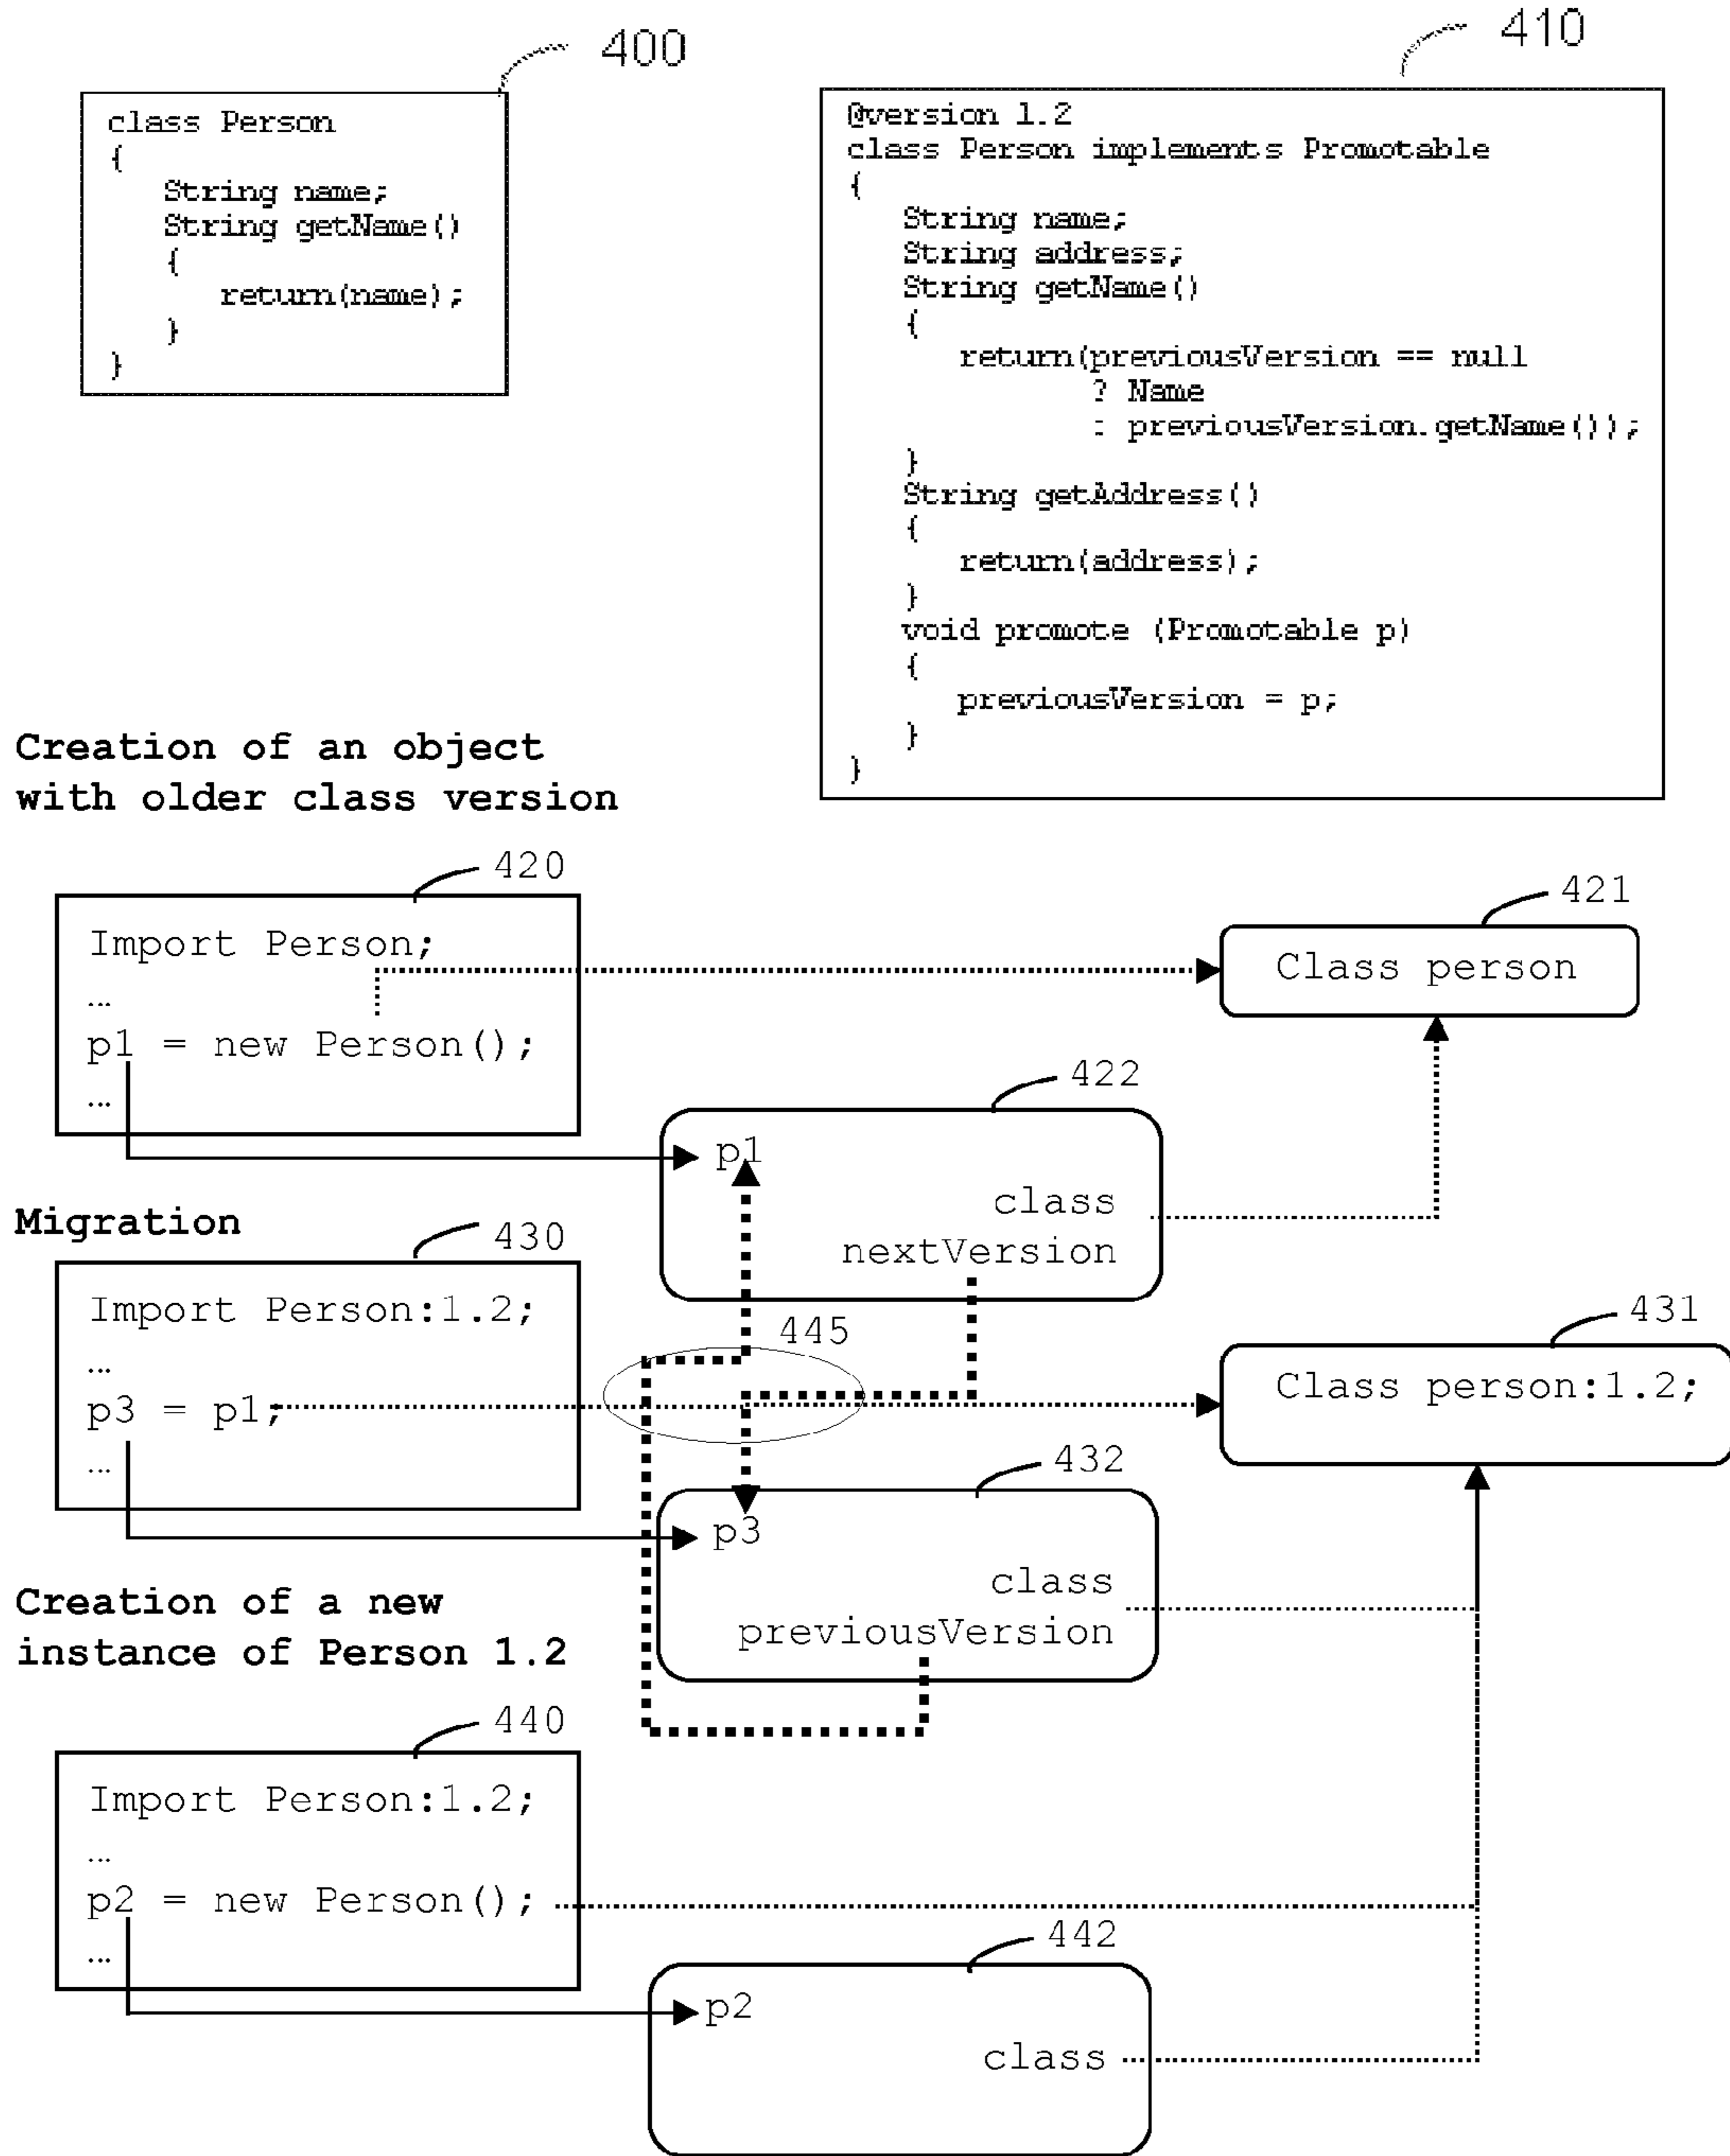 400
class Person
{
String name;
String getName()
{
return(name);
}
}
410
@version 1.2
class Person implements Promotable
{
String name;
String address;
String getName()
{
return(previousVersion == null
? Name
: previousVersion.getName());
}
String getAddress()
{
return(address);
}
void promote (Promotable p)
{
previousVersion = p;
}
}
Creation of an object
with older class version
420
Import Person;
…
p1 = new Person();
…
421
Class person
422
p1
class
nextVersion
Migration
430
Import Person:1.2;
…
p3 = p1;
…
445
431
Class person:1.2;
432
p3
class
previousVersion
Creation of a new
instance of Person 1.2
440
Import Person:1.2;
…
p2 = new Person();
…
442
p2
class